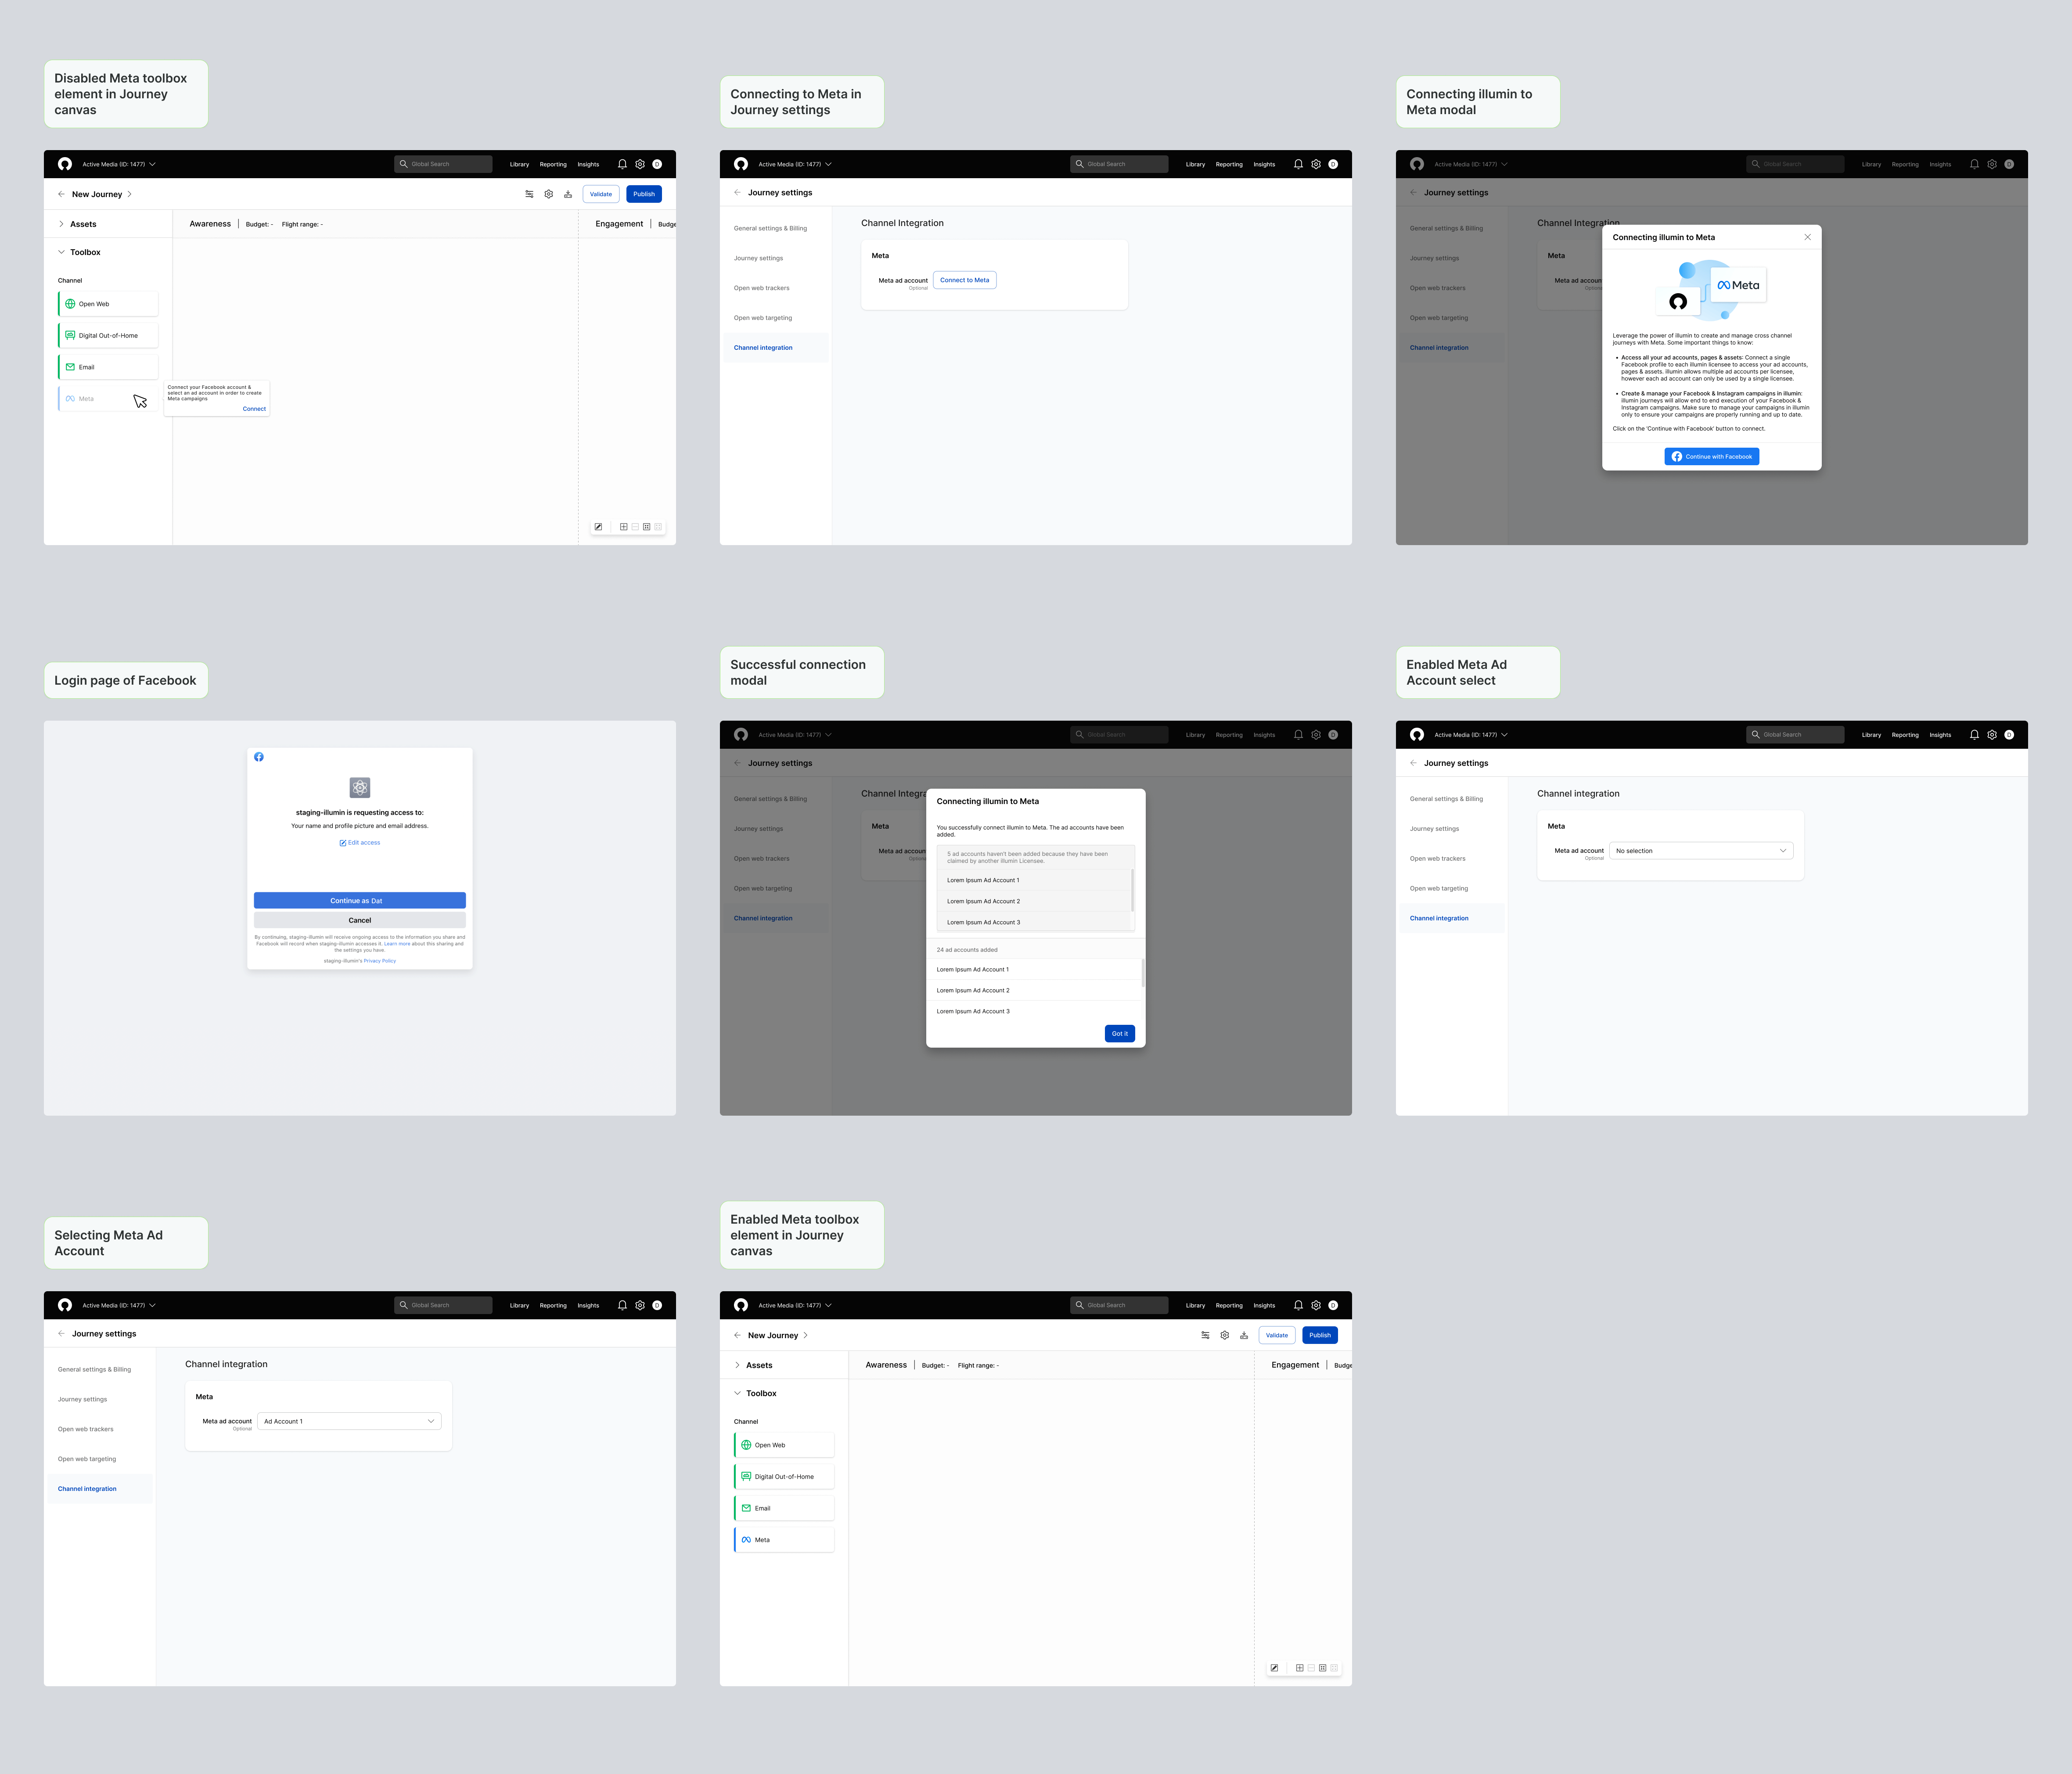 Disabled Meta toolbox
element in Journey
canvas
Active Media (ID: 1477)
Global Search
Library
Reporting
Insights
D
New Journey
Validate
Publish
Assets
Awareness
Budget: -
Flight range: -
Engagement
Budge
Toolbox
Channel
Open Web
Digital Out-of-Home
Email
Meta
Connect your Facebook account &
select an ad account in order to create
Meta campaigns
Connect
Connecting to Meta in
Journey settings
Active Media (ID: 1477)
Global Search
Library
Reporting
Insights
D
Journey settings
General settings & Billing
Journey settings
Open web trackers
Open web targeting
Channel integration
Channel Integration
Meta
Meta ad account
Optional
Connect to Meta
Connecting illumin to
Meta modal
Active Media (ID: 1477)
Global Search
Library
Reporting
Insights
D
Journey settings
General settings & Billing
Journey settings
Open web trackers
Open web targeting
Channel integration
Channel Integration
Meta
Meta ad accoun
Optional
Connecting illumin to Meta
Meta
Leverage the power of illumin to create and manage cross channel
journeys with Meta. Some important things to know:
• Access all your ad accounts, pages & assets: Connect a single
Facebook profile to each illumin licensee to access your ad accounts,
pages & assets. illumin allows multiple ad accounts per licensee,
however each ad account can only be used by a single licensee.
• Create & manage your Facebook & Instagram campaigns in illumin:
illumin journeys will allow end to end execution of your Facebook &
Instagram campaigns. Make sure to manage your campaigns in illumin
only to ensure your campaigns are properly running and up to date.
Click on the 'Continue with Facebook' button to connect.
Continue with Facebook
Login page of Facebook
staging-illumin is requesting access to:
Your name and profile picture and email address.
Edit access
Continue as Dat
Cancel
By continuing, staging-illumin will receive ongoing access to the information you share and
Facebook will record when staging-illumin accesses it. Learn more about this sharing and
the settings you have.
staging-illumin's Privacy Policy
Successful connection
modal
Active Media (ID: 1477)
Global Search
Library
Reporting
Insights
D
Journey settings
General settings & Billing
Journey settings
Open web trackers
Open web targeting
Channel integration
Channel Integra
Meta
Meta ad accoun
Optiona
Connecting illumin to Meta
You successfully connect illumin to Meta. The ad accounts have been
added.
5 ad accounts haven't been added because they have been
claimed by another illumin Licensee.
Lorem Ipsum Ad Account 1
Lorem Ipsum Ad Account 2
Lorem Ipsum Ad Account 3
24 ad accounts added
Lorem Ipsum Ad Account 1
Lorem Ipsum Ad Account 2
Lorem Ipsum Ad Account 3
Got it
Enabled Meta Ad
Account select
Active Media (ID: 1477)
Global Search
Library
Reporting
Insights
D
Journey settings
General settings & Billing
Journey settings
Open web trackers
Open web targeting
Channel integration
Channel integration
Meta
Meta ad account
Optional
No selection
Selecting Meta Ad
Account
Active Media (ID: 1477)
Global Search
Library
Reporting
Insights
D
Journey settings
General settings & Billing
Journey settings
Open web trackers
Open web targeting
Channel integration
Channel integration
Meta
Meta ad account
Optional
Ad Account 1
Enabled Meta toolbox
element in Journey
canvas
Active Media (ID: 1477)
Global Search
Library
Reporting
Insights
D
New Journey
Validate
Publish
Assets
Awareness
Budget: -
Flight range: -
Engagement
Budge
Toolbox
Channel
Open Web
Digital Out-of-Home
Email
Meta